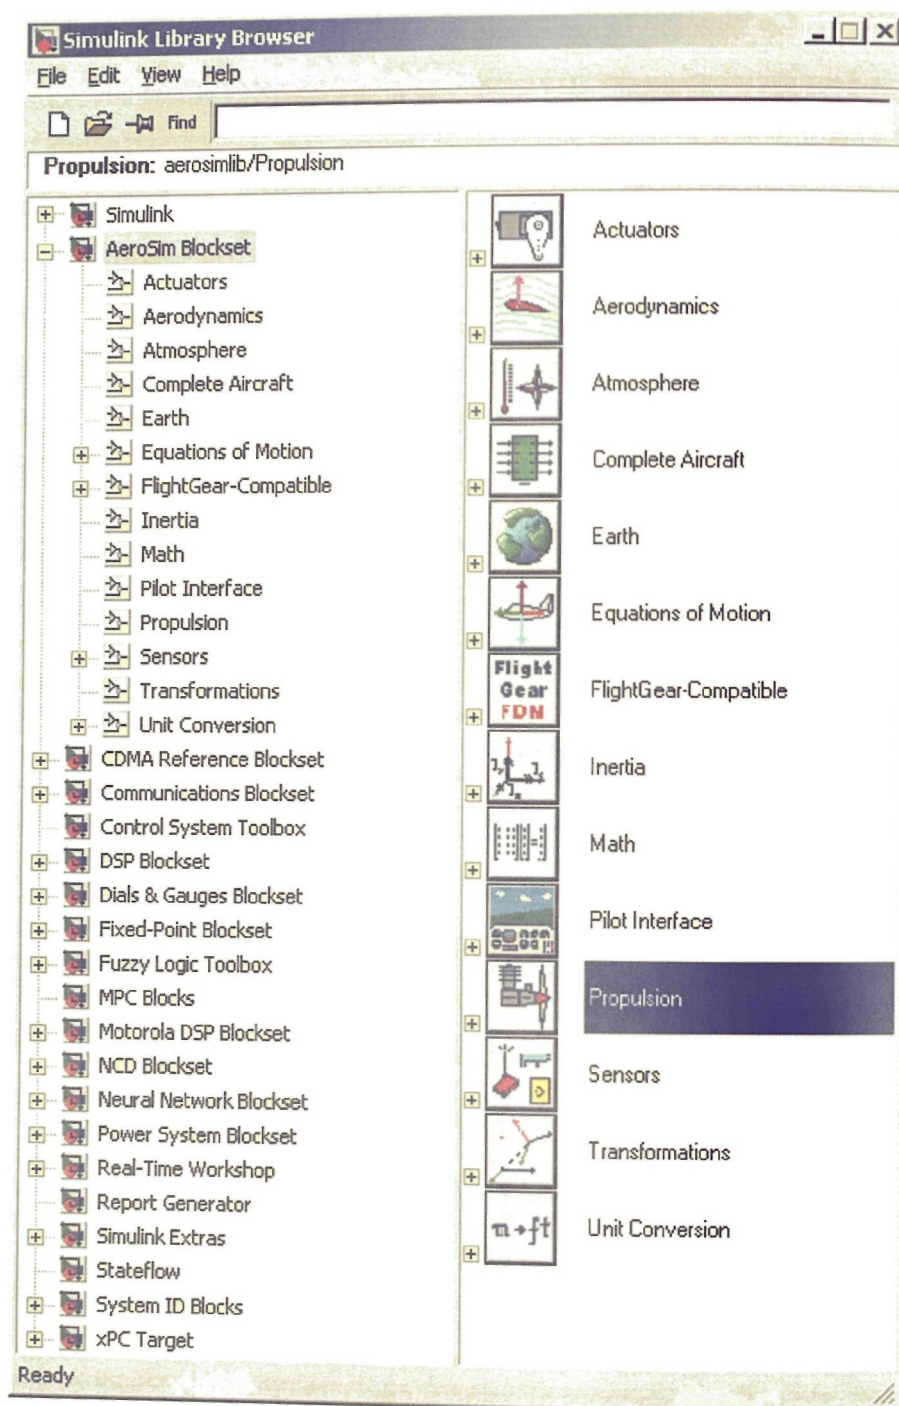 Simulink Library Browser
File Edit View Help
Find
Propulsion: aerosimlib/Propulsion
Simulink
AeroSim Blockset
Actuators
Aerodynamics
Atmosphere
Complete Aircraft
Earth
Equations of Motion
FlightGear-Compatible
Inertia
Math
Pilot Interface
Propulsion
Sensors
Transformations
Unit Conversion
CDMA Reference Blockset
Communications Blockset
Control System Toolbox
DSP Blockset
Dials & Gauges Blockset
Fixed-Point Blockset
Fuzzy Logic Toolbox
MPC Blocks
Motorola DSP Blockset
NCD Blockset
Neural Network Blockset
Power System Blockset
Real-Time Workshop
Report Generator
Simulink Extras
Stateflow
System ID Blocks
xPC Target
Actuators
Aerodynamics
Atmosphere
Complete Aircraft
Earth
Equations of Motion
Flight
Gear
FDM
FlightGear-Compatible
Inertia
Math
Pilot Interface
Propulsion
Sensors
Transformations
m→ft
Unit Conversion
Ready